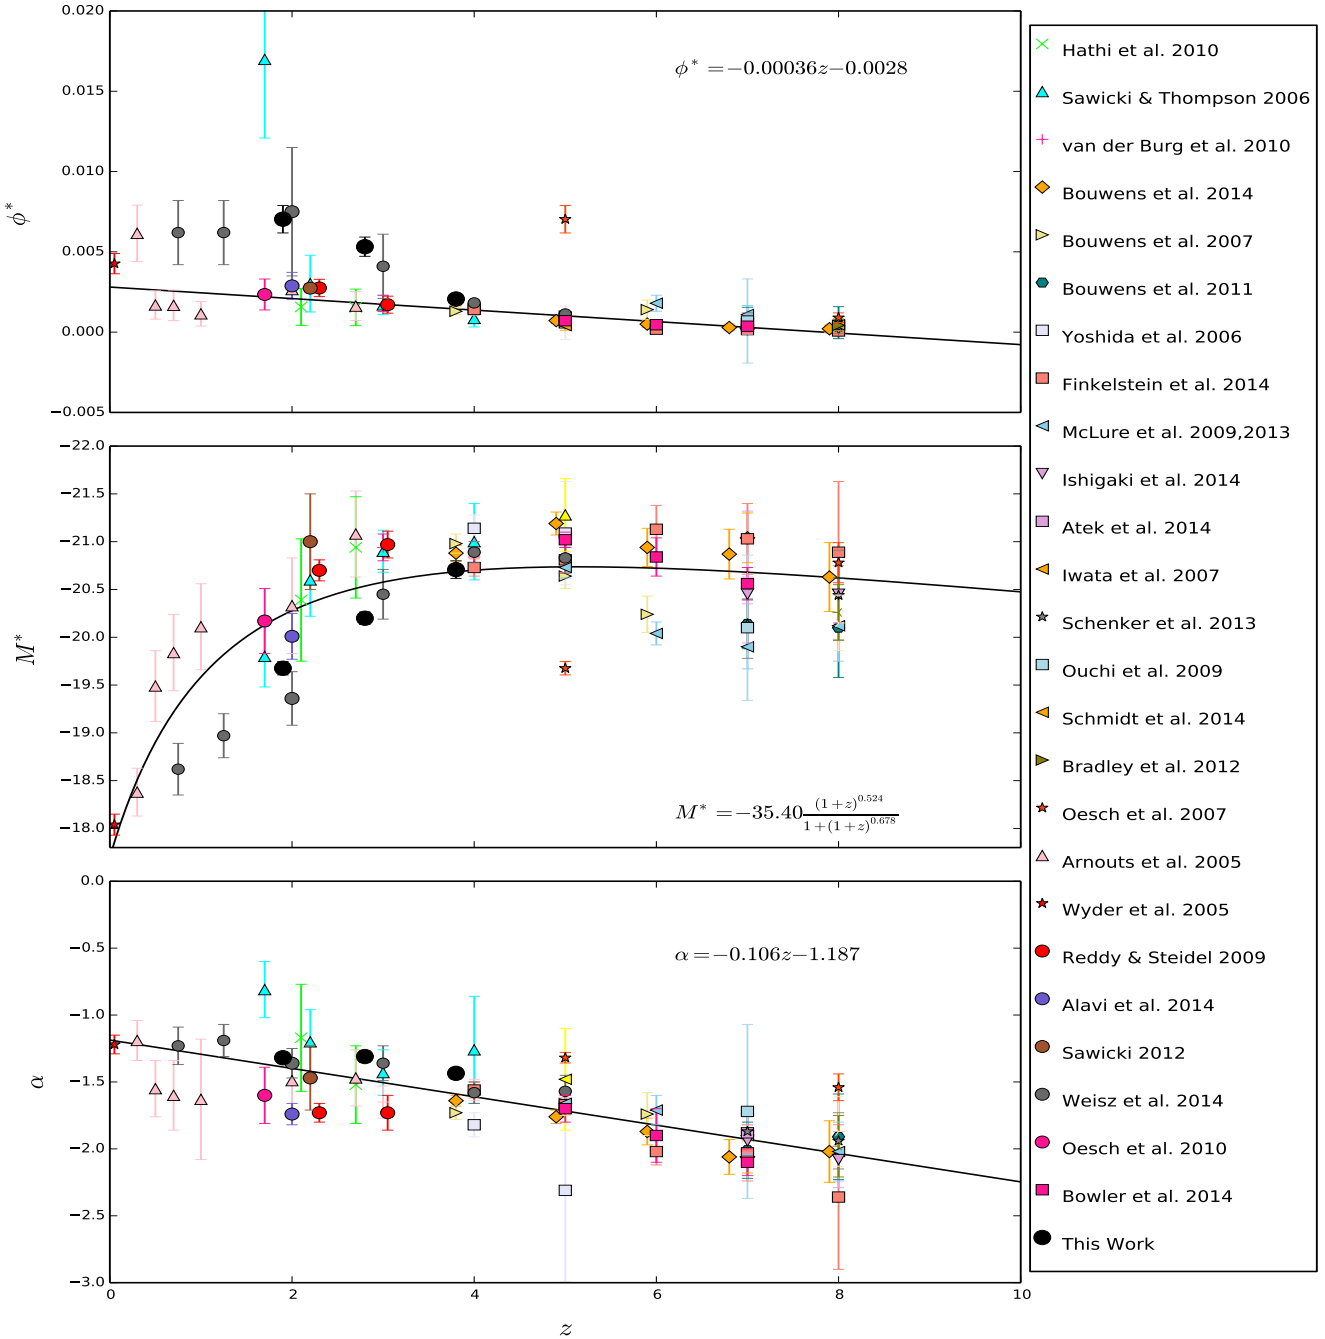 0.020
0.015
0.010
0.005
0.000
−0.005
ϕ*
ϕ* =−0.00036z−0.0028
−22.0
−21.5
−21.0
−20.5
−20.0
−19.5
−19.0
−18.5
−18.0
M*
M* =−35.40 (1+z)^0.524 / 1+(1+z)^0.678
0.0
−0.5
−1.0
−1.5
−2.0
−2.5
−3.0
α
α=−0.106z−1.187
0 2 4 6 8 10
z
Hathi et al. 2010
Sawicki & Thompson 2006
van der Burg et al. 2010
Bouwens et al. 2014
Bouwens et al. 2007
Bouwens et al. 2011
Yoshida et al. 2006
Finkelstein et al. 2014
McLure et al. 2009,2013
Ishigaki et al. 2014
Atek et al. 2014
Iwata et al. 2007
Schenker et al. 2013
Ouchi et al. 2009
Schmidt et al. 2014
Bradley et al. 2012
Oesch et al. 2007
Arnouts et al. 2005
Wyder et al. 2005
Reddy & Steidel 2009
Alavi et al. 2014
Sawicki 2012
Weisz et al. 2014
Oesch et al. 2010
Bowler et al. 2014
This Work